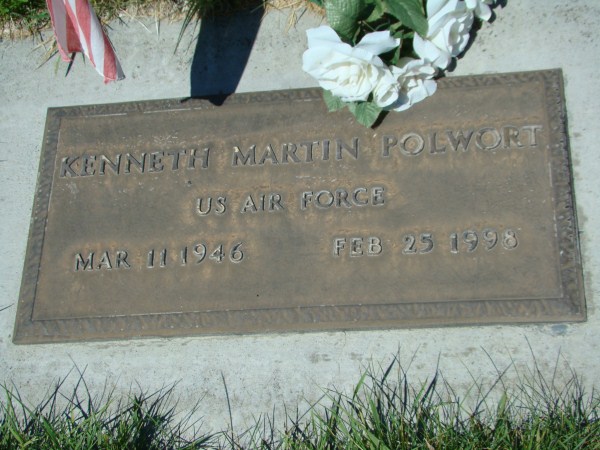 KENNETH MARTIN POLWORT
US AIR FORCE
MAR 11 1946 FEB 25 1998